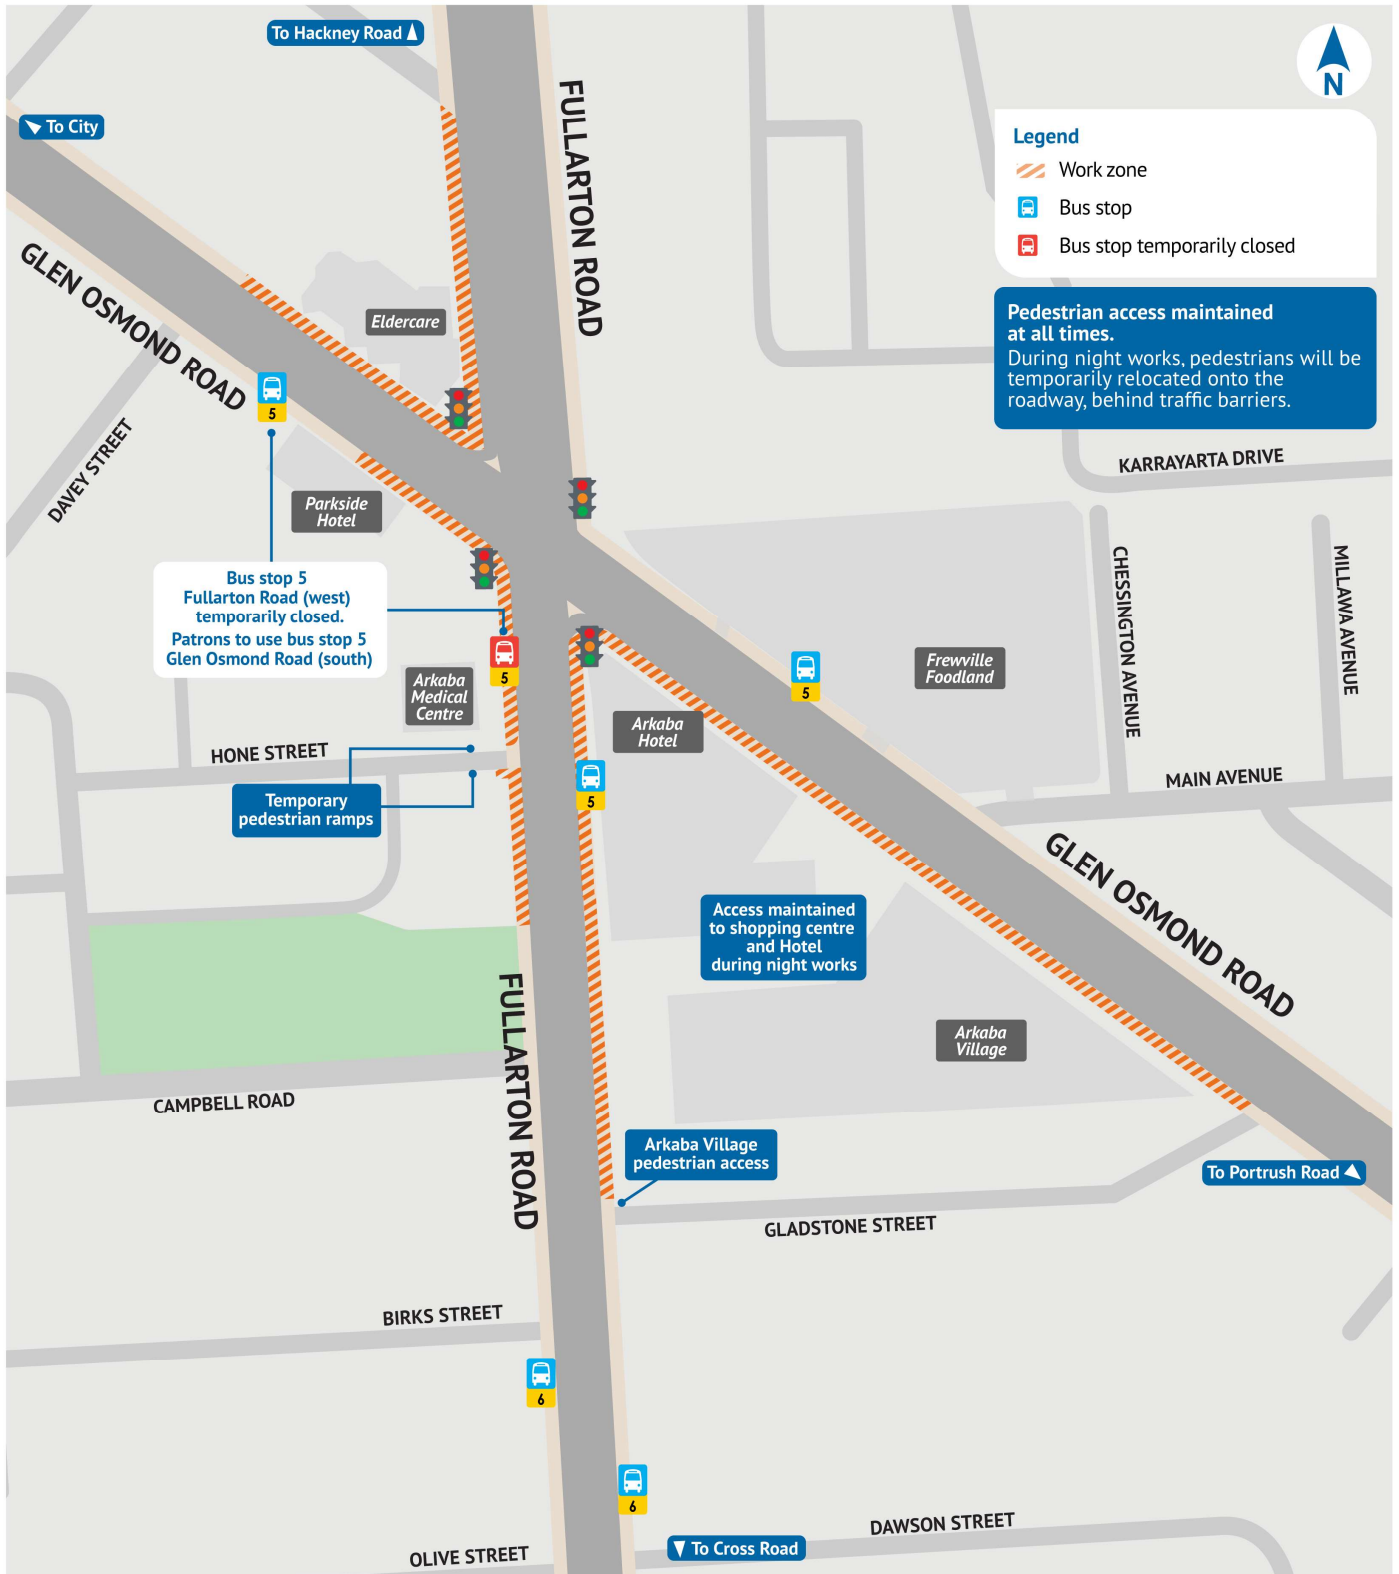 To Hackney Road
To City
FULLARTON ROAD
N
Legend
Work zone
Bus stop
Bus stop temporarily closed
Pedestrian access maintained
at all times.
During night works, pedestrians will be
temporarily relocated onto the
roadway, behind traffic barriers.
GLEN OSMOND ROAD
Eldercare
5
DAVEY STREET
Parkside
Hotel
KARRAYARTA DRIVE
CHESSINGTON AVENUE
MILLAWA AVENUE
Bus stop 5
Fullarton Road (west)
temporarily closed.
Patrons to use bus stop 5
Glen Osmond Road (south)
5
Arkaba
Medical
Centre
5
Frewville
Foodland
Arkaba
Hotel
HONE STREET
5
MAIN AVENUE
Temporary
pedestrian ramps
GLEN OSMOND ROAD
Access maintained
to shopping centre
and Hotel
during night works
FULLARTON ROAD
Arkaba
Village
CAMPBELL ROAD
Arkaba Village
pedestrian access
To Portrush Road
GLADSTONE STREET
BIRKS STREET
6
6
DAWSON STREET
To Cross Road
OLIVE STREET